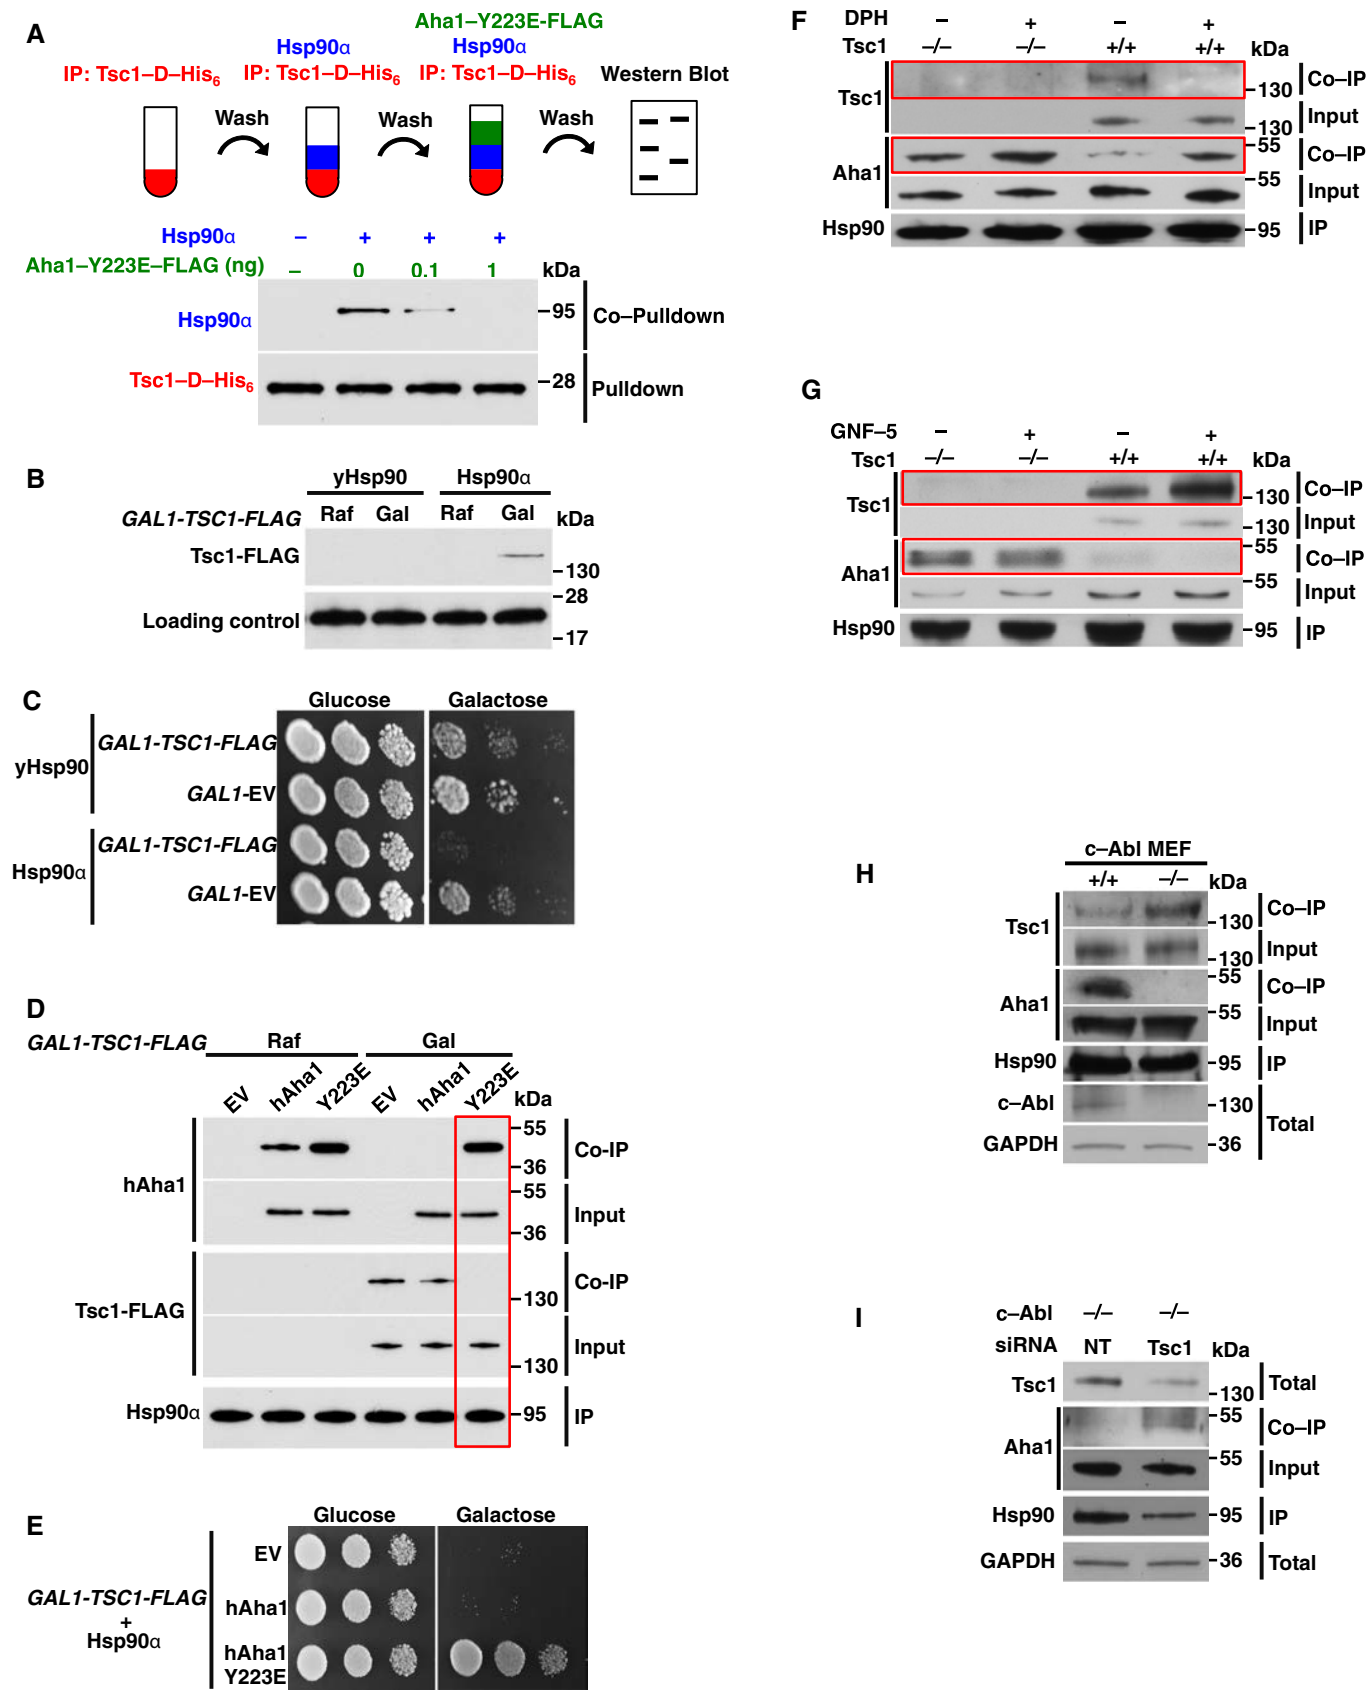 A
Aha1–Y223E-FLAG
Hsp90α Hsp90α
IP: Tsc1–D–His6 IP: Tsc1–D–His6 IP: Tsc1–D–His6 Western Blot
Wash Wash Wash
Hsp90α – + + +
Aha1–Y223E–FLAG (ng) – 0 0.1 1 kDa
Hsp90α –95 Co–Pulldown
Tsc1–D–His6 –28 Pulldown
B
yHsp90 Hsp90α
GAL1-TSC1-FLAG Raf Gal Raf Gal kDa
Tsc1-FLAG –130
–28
Loading control
–17
C
Glucose Galactose
yHsp90
GAL1-TSC1-FLAG
GAL1-EV
Hsp90α
GAL1-TSC1-FLAG
GAL1-EV
D
GAL1-TSC1-FLAG Raf Gal
EV hAha1 Y223E EV hAha1 Y223E kDa
hAha1
–55
Co-IP
–36
–55
Input
–36
Tsc1-FLAG
Co-IP
–130
Input
–130
Hsp90α –95 IP
E
Glucose Galactose
GAL1-TSC1-FLAG
+
Hsp90α
EV
hAha1
hAha1
Y223E
F
DPH – + – +
Tsc1 –/– –/– +/+ +/+ kDa
Tsc1
–130 Co–IP
–130 Input
Aha1
–55 Co–IP
–55 Input
Hsp90 –95 IP
G
GNF–5 – + – +
Tsc1 –/– –/– +/+ +/+ kDa
Tsc1
–130 Co–IP
–130 Input
Aha1
–55 Co–IP
–55 Input
Hsp90 –95 IP
H
c–Abl MEF
+/+ –/– kDa
Tsc1
–130 Co–IP
–130 Input
Aha1
–55 Co–IP
–55 Input
Hsp90 –95 IP
c–Abl –130
Total
GAPDH –36
I
c–Abl –/– –/–
siRNA NT Tsc1 kDa
Tsc1 –130 Total
Aha1
–55 Co–IP
–55 Input
Hsp90 –95 IP
GAPDH –36 Total